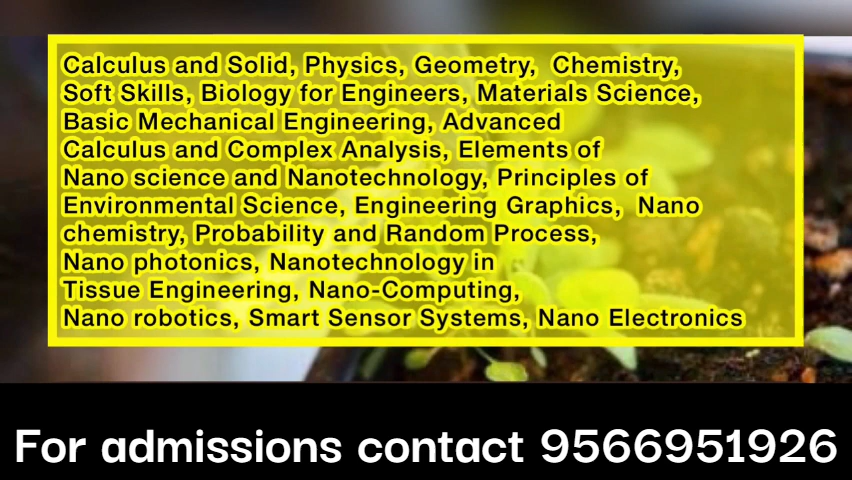 Calculus and Solid, Physics, Geometry,  Chemistry,
Soft Skills, Biology for Engineers, Materials Science,
Basic Mechanical Engineering, Advanced
Calculus and Complex Analysis, Elements of
Nano science and Nanotechnology, Principles of
Environmental Science, Engineering Graphics,  Nano
chemistry, Probability and Random Process,
Nano photonics, Nanotechnology in
Tissue Engineering, Nano-Computing,
Nano robotics, Smart Sensor Systems, Nano Electronics
For admissions contact 9566951926